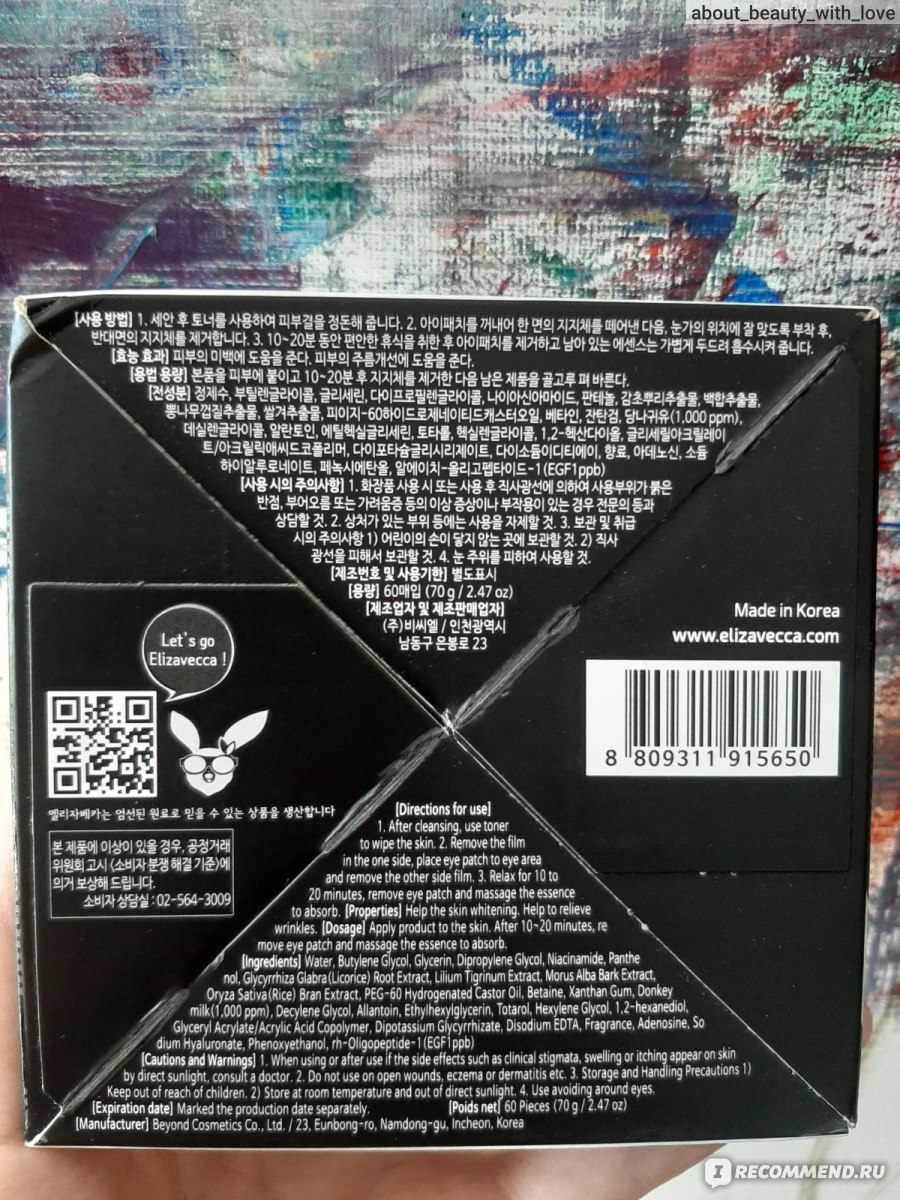 about_beauty_with_love
[사용 방법] 1. 세안 후 토너를 사용하여 피부결을 정돈해 줍니다. 2. 아이패치를 꺼내어 한 면의 지지체를 떼어낸 다음, 눈가의 위치에 잘 맞도록 부착 후,
반대면의 지지체를 제거합니다. 3. 10~20분 동안 편안한 휴식을 취한 후 아이패치를 제거하고 남아 있는 에센스는 가볍게 두드려 흡수시켜 줍니다.
[효능 효과] 피부의 미백에 도움을 준다. 피부의 주름개선에 도움을 준다.
[용법 용량] 본품을 피부에 붙이고 10~20분 후 지지체를 제거한 다음 남은 제품을 골고루 펴 바른다.
[전성분] 정제수, 부틸렌글라이콜, 글리세린, 다이프로필렌글라이콜, 나이아신아마이드, 판테놀, 감초뿌리추출물, 백합추출물,
뽕나무껍질추출물, 쌀겨추출물, 피이지-60하이드로제네이티드캐스터오일, 베타인, 잔탄검, 당나귀유(1,000 ppm),
데실렌글라이콜, 알란토인, 에틸헥실글리세린, 토타롤, 헥실렌글라이콜, 1,2-헥산다이올, 글리세릴아크릴레이
트/아크릴릭애씨드코폴리머, 다이포타슘글리시리제이트, 다이소듐이디티에이, 향료, 아데노신, 소듐
하이알루로네이트, 페녹시에탄올, 알에이치-올리고펩타이드-1(EGF1ppb)
[사용 시의 주의사항] 1. 화장품 사용 시 또는 사용 후 직사광선에 의하여 사용부위가 붉은
반점, 부어오름 또는 가려움증 등의 이상 증상이나 부작용이 있는 경우 전문의 등과
상담할 것. 2. 상처가 있는 부위 등에는 사용을 자제할 것. 3. 보관 및 취급
시의 주의사항 1) 어린이의 손이 닿지 않는 곳에 보관할 것. 2) 직사
광선을 피해서 보관할 것. 4. 눈 주위를 피하여 사용할 것.
[제조번호 및 사용기한] 별도표시
[용량] 60매입 (70 g / 2.47 oz)
[제조업자 및 제조판매업자]
(주)비씨엘 / 인천광역시
남동구 은봉로 23
Made in Korea
www.elizavecca.com
8 809311 915650
Let's go
Elizavecca !
엘리자베카는 엄선된 원료로 믿을 수 있는 상품을 생산합니다
본 제품에 이상이 있을 경우, 공정거래
위원회 고시 (소비자 분쟁 해결 기준)에
의거 보상해 드립니다.
소비자 상담실 : 02-564-3009
[Directions for use]
1. After cleansing, use toner
to wipe the skin. 2. Remove the film
in the one side, place eye patch to eye area
and remove the other side film. 3. Relax for 10 to
20 minutes, remove eye patch and massage the essence
to absorb. [Properties] Help the skin whitening. Help to relieve
wrinkles. [Dosage] Apply product to the skin. After 10~20 minutes, re
move eye patch and massage the essence to absorb.
[Ingredients] Water, Butylene Glycol, Glycerin, Dipropylene Glycol, Niacinamide, Panthe
nol, Glycyrrhiza Glabra(Licorice) Root Extract, Lilium Tigrinum Extract, Morus Alba Bark Extract,
Oryza Sativa(Rice) Bran Extract, PEG-60 Hydrogenated Castor Oil, Betaine, Xanthan Gum, Donkey
milk(1,000 ppm), Decylene Glycol, Allantoin, Ethylhexylglycerin, Totarol, Hexylene Glycol, 1,2-hexanediol,
Glyceryl Acrylate/Acrylic Acid Copolymer, Dipotassium Glycyrrhizate, Disodium EDTA, Fragrance, Adenosine, So
dium Hyaluronate, Phenoxyethanol, rh-Oligopeptide-1(EGF1ppb)
[Cautions and Warnings] 1. When using or after use if the side effects such as clinical stigmata, swelling or itching appear on skin
by direct sunlight, consult a doctor. 2. Do not use on open wounds, eczema or dermatitis etc. 3. Storage and Handling Precautions 1)
Keep out of reach of children. 2) Store at room temperature and out of direct sunlight. 4. Use avoiding around eyes.
[Expiration date] Marked the production date separately. [Poids net] 60 Pieces (70 g / 2.47 oz)
[Manufacturer] Beyond Cosmetics Co., Ltd. / 23, Eunbong-ro, Namdong-gu, Incheon, Korea
I RECOMMEND.RU